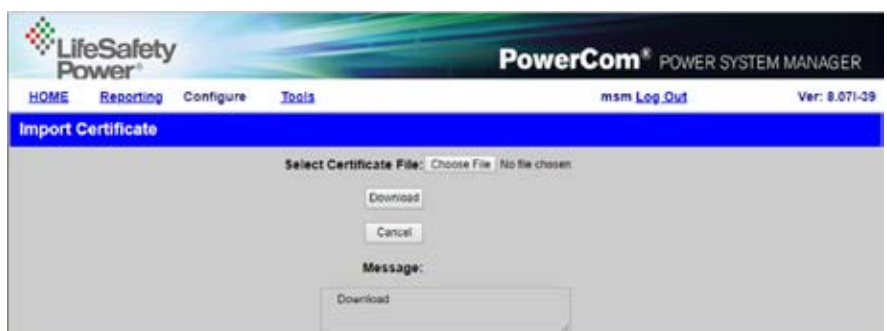 LifeSafety
Power®
PowerCom® POWER SYSTEM MANAGER
HOME Reporting Configure Tools msm Log Out Ver: 8.07I-39
Import Certificate
Select Certificate File: Choose File No file chosen
Download
Cancel
Message:
Download